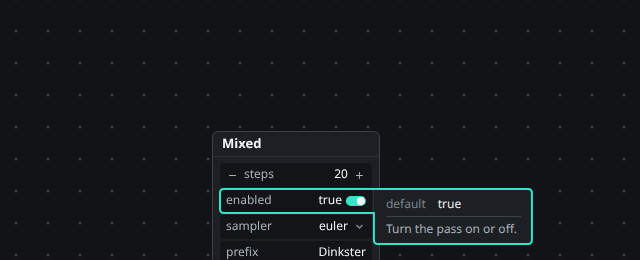 Mixed
– steps 20 +
enabled true
default true
Turn the pass on or off.
sampler euler
prefix Dinkster